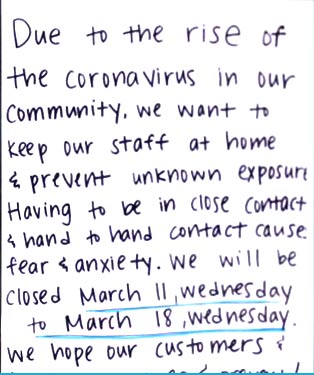 Due to the rise of
the coronavirus in our
community, we want to
keep our staff at home
& prevent unknown exposure
Having to be in close contact
& hand to hand contact cause
fear & anxiety. We will be
closed March 11, wednesday
to March 18, wednesday.
We hope our customers &